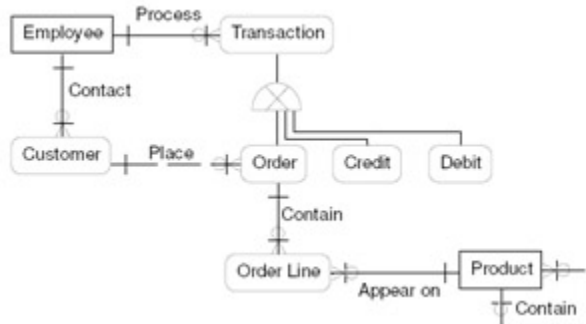 Process
Employee
Transaction
Contact
Customer
Place
Order
Credit
Debit
Contain
Order Line
Appear on
Product
Contain